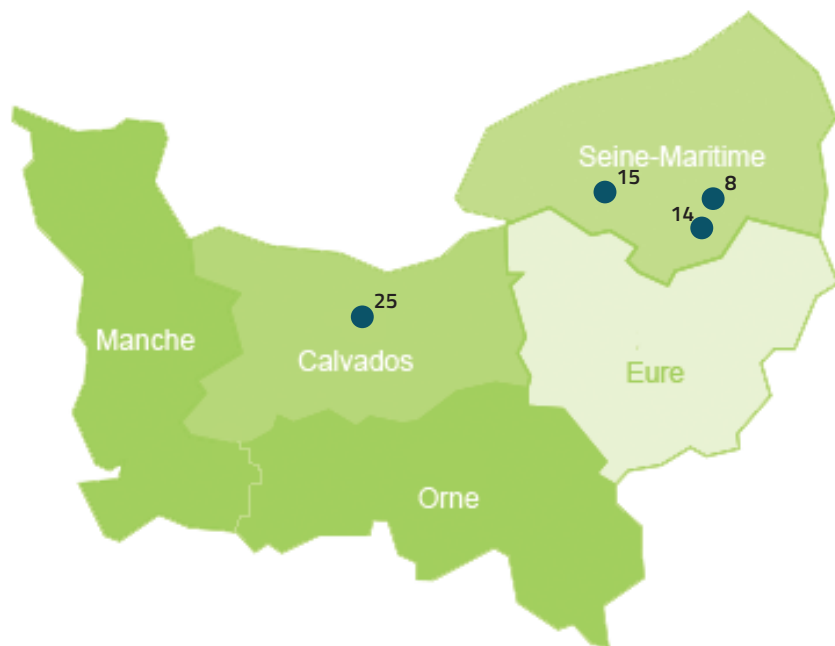 Seine-Maritime
15
8
14
25
Manche
Calvados
Eure
Orne